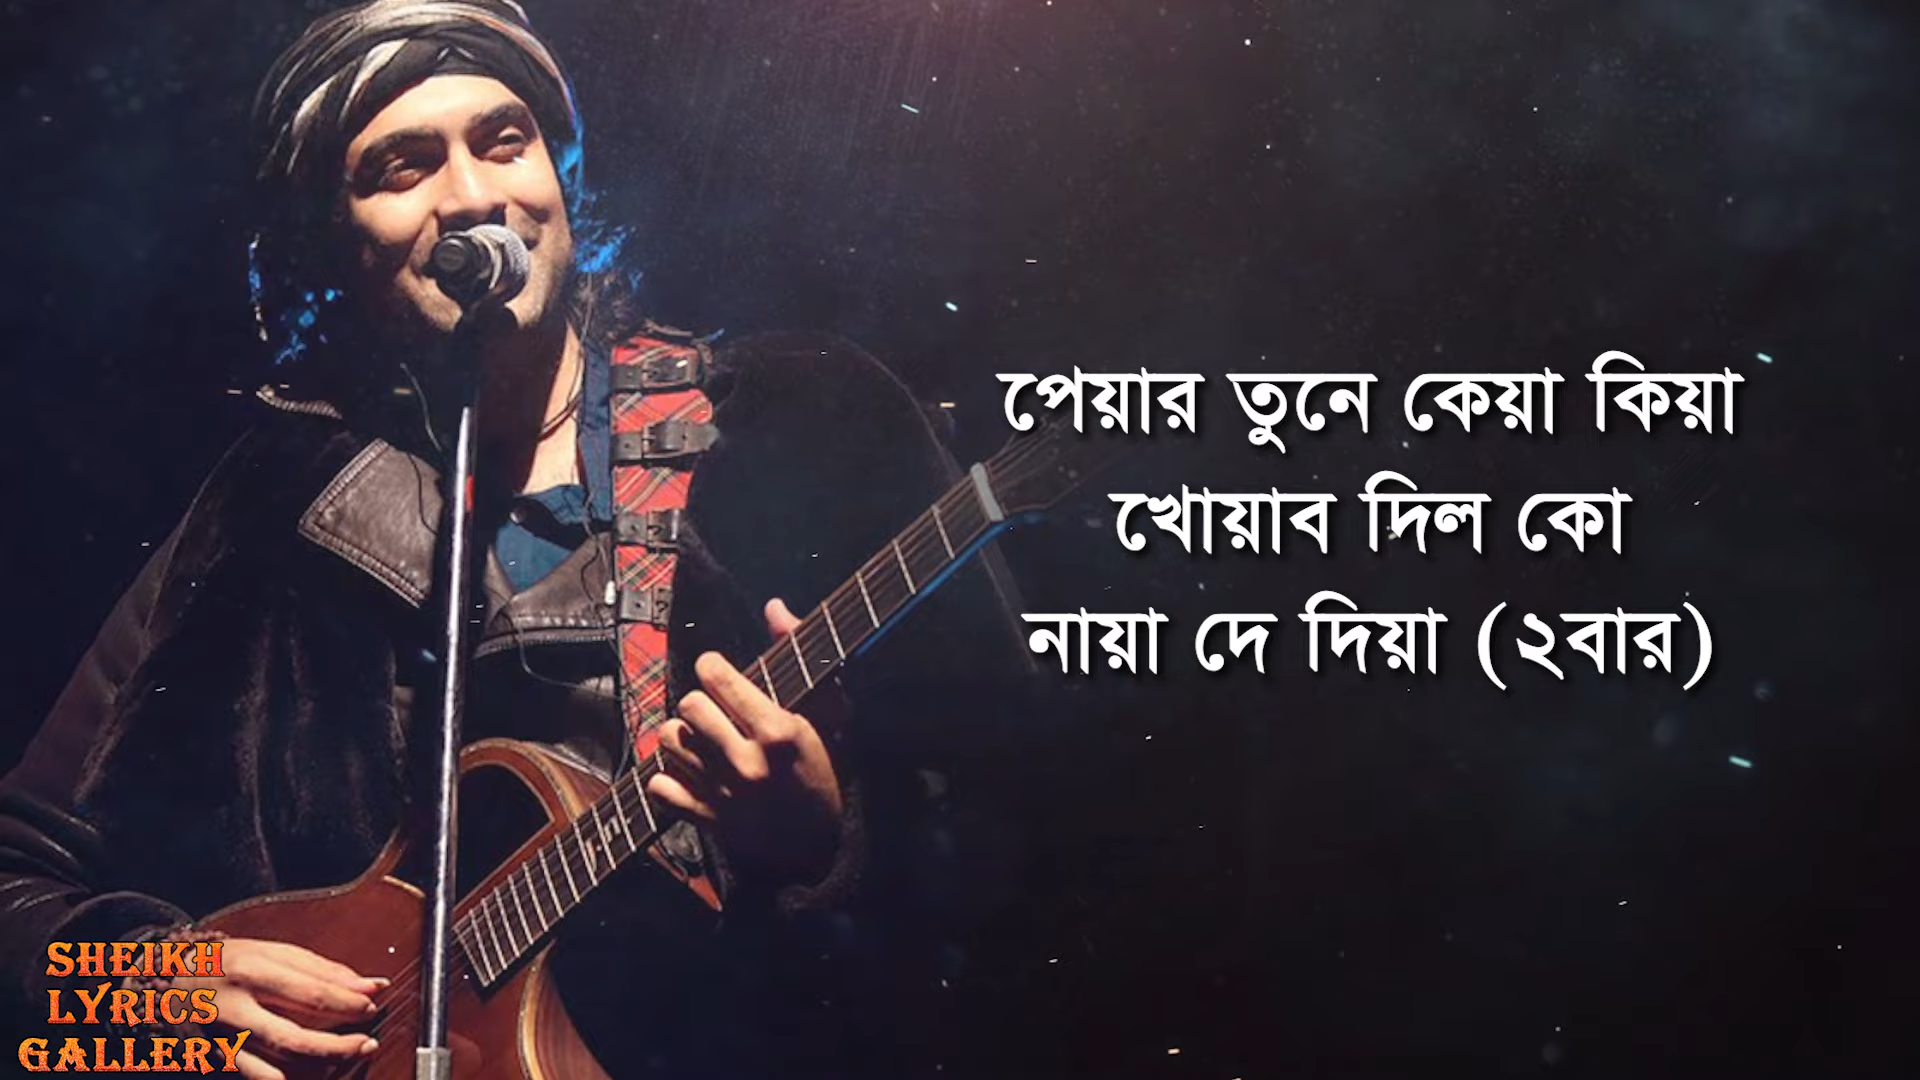 পেয়ার তুনে কেয়া কিয়া
খোয়াব দিল কো
নায়া দে দিয়া (২বার)
SHEIKH
LYRICS
GALLERY